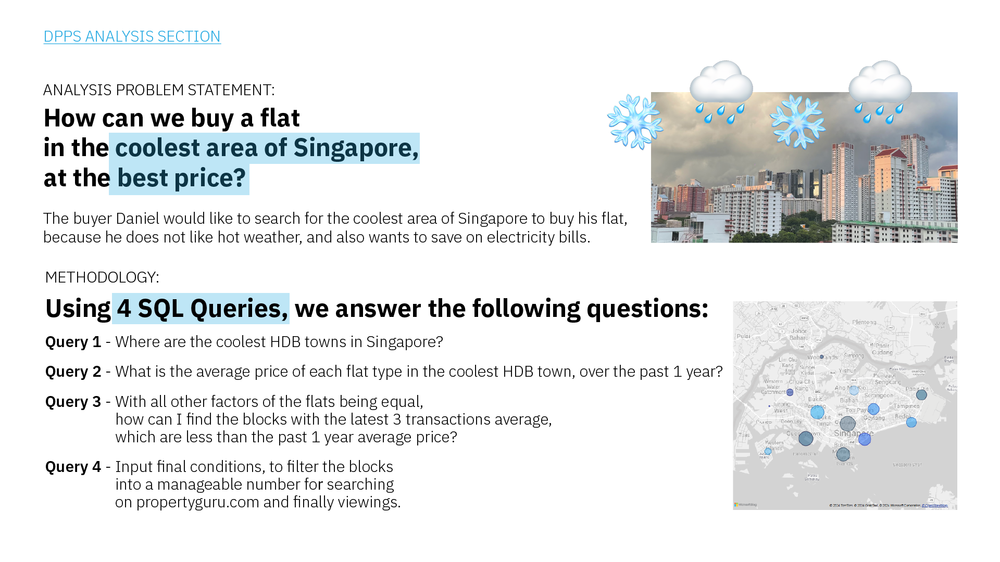 DPPS ANALYSIS SECTION
ANALYSIS PROBLEM STATEMENT:
How can we buy a flat
in the coolest area of Singapore,
at the best price?
The buyer Daniel would like to search for the coolest area of Singapore to buy his flat,
because he does not like hot weather, and also wants to save on electricity bills.
METHODOLOGY:
Using 4 SQL Queries, we answer the following questions:
Query 1 - Where are the coolest HDB towns in Singapore?
Query 2 - What is the average price of each flat type in the coolest HDB town, over the past 1 year?
Query 3 - With all other factors of the flats being equal,
how can I find the blocks with the latest 3 transactions average,
which are less than the past 1 year average price?
Query 4 - Input final conditions, to filter the blocks
into a manageable number for searching
on propertyguru.com and finally viewings.
Plentong
Johor
Bahru
Pulai
Pasir
Gudang
Woodlands
Simpang
Lim Chu
Kang
Yishun
Western
Water
Catchment
Choa Chu
Kang
Sengkang
Ang Mo Kio
Pasir Ris
Serangoon
Bukit
Panjang
Bishan
Jurong
West
Tampines
Toa Payoh
Geylang
Bedok
Bukit
Timah
Tuas
Queenstown
Singapore
Western
Islands
Bukit
Southern
Islands
Singapore Strait
Pulau
Semakau
Microsoft Bing
© 2024 TomTom, © 2024 GrabTaxi, © 2024 Microsoft Corporation, © OpenStreetMap